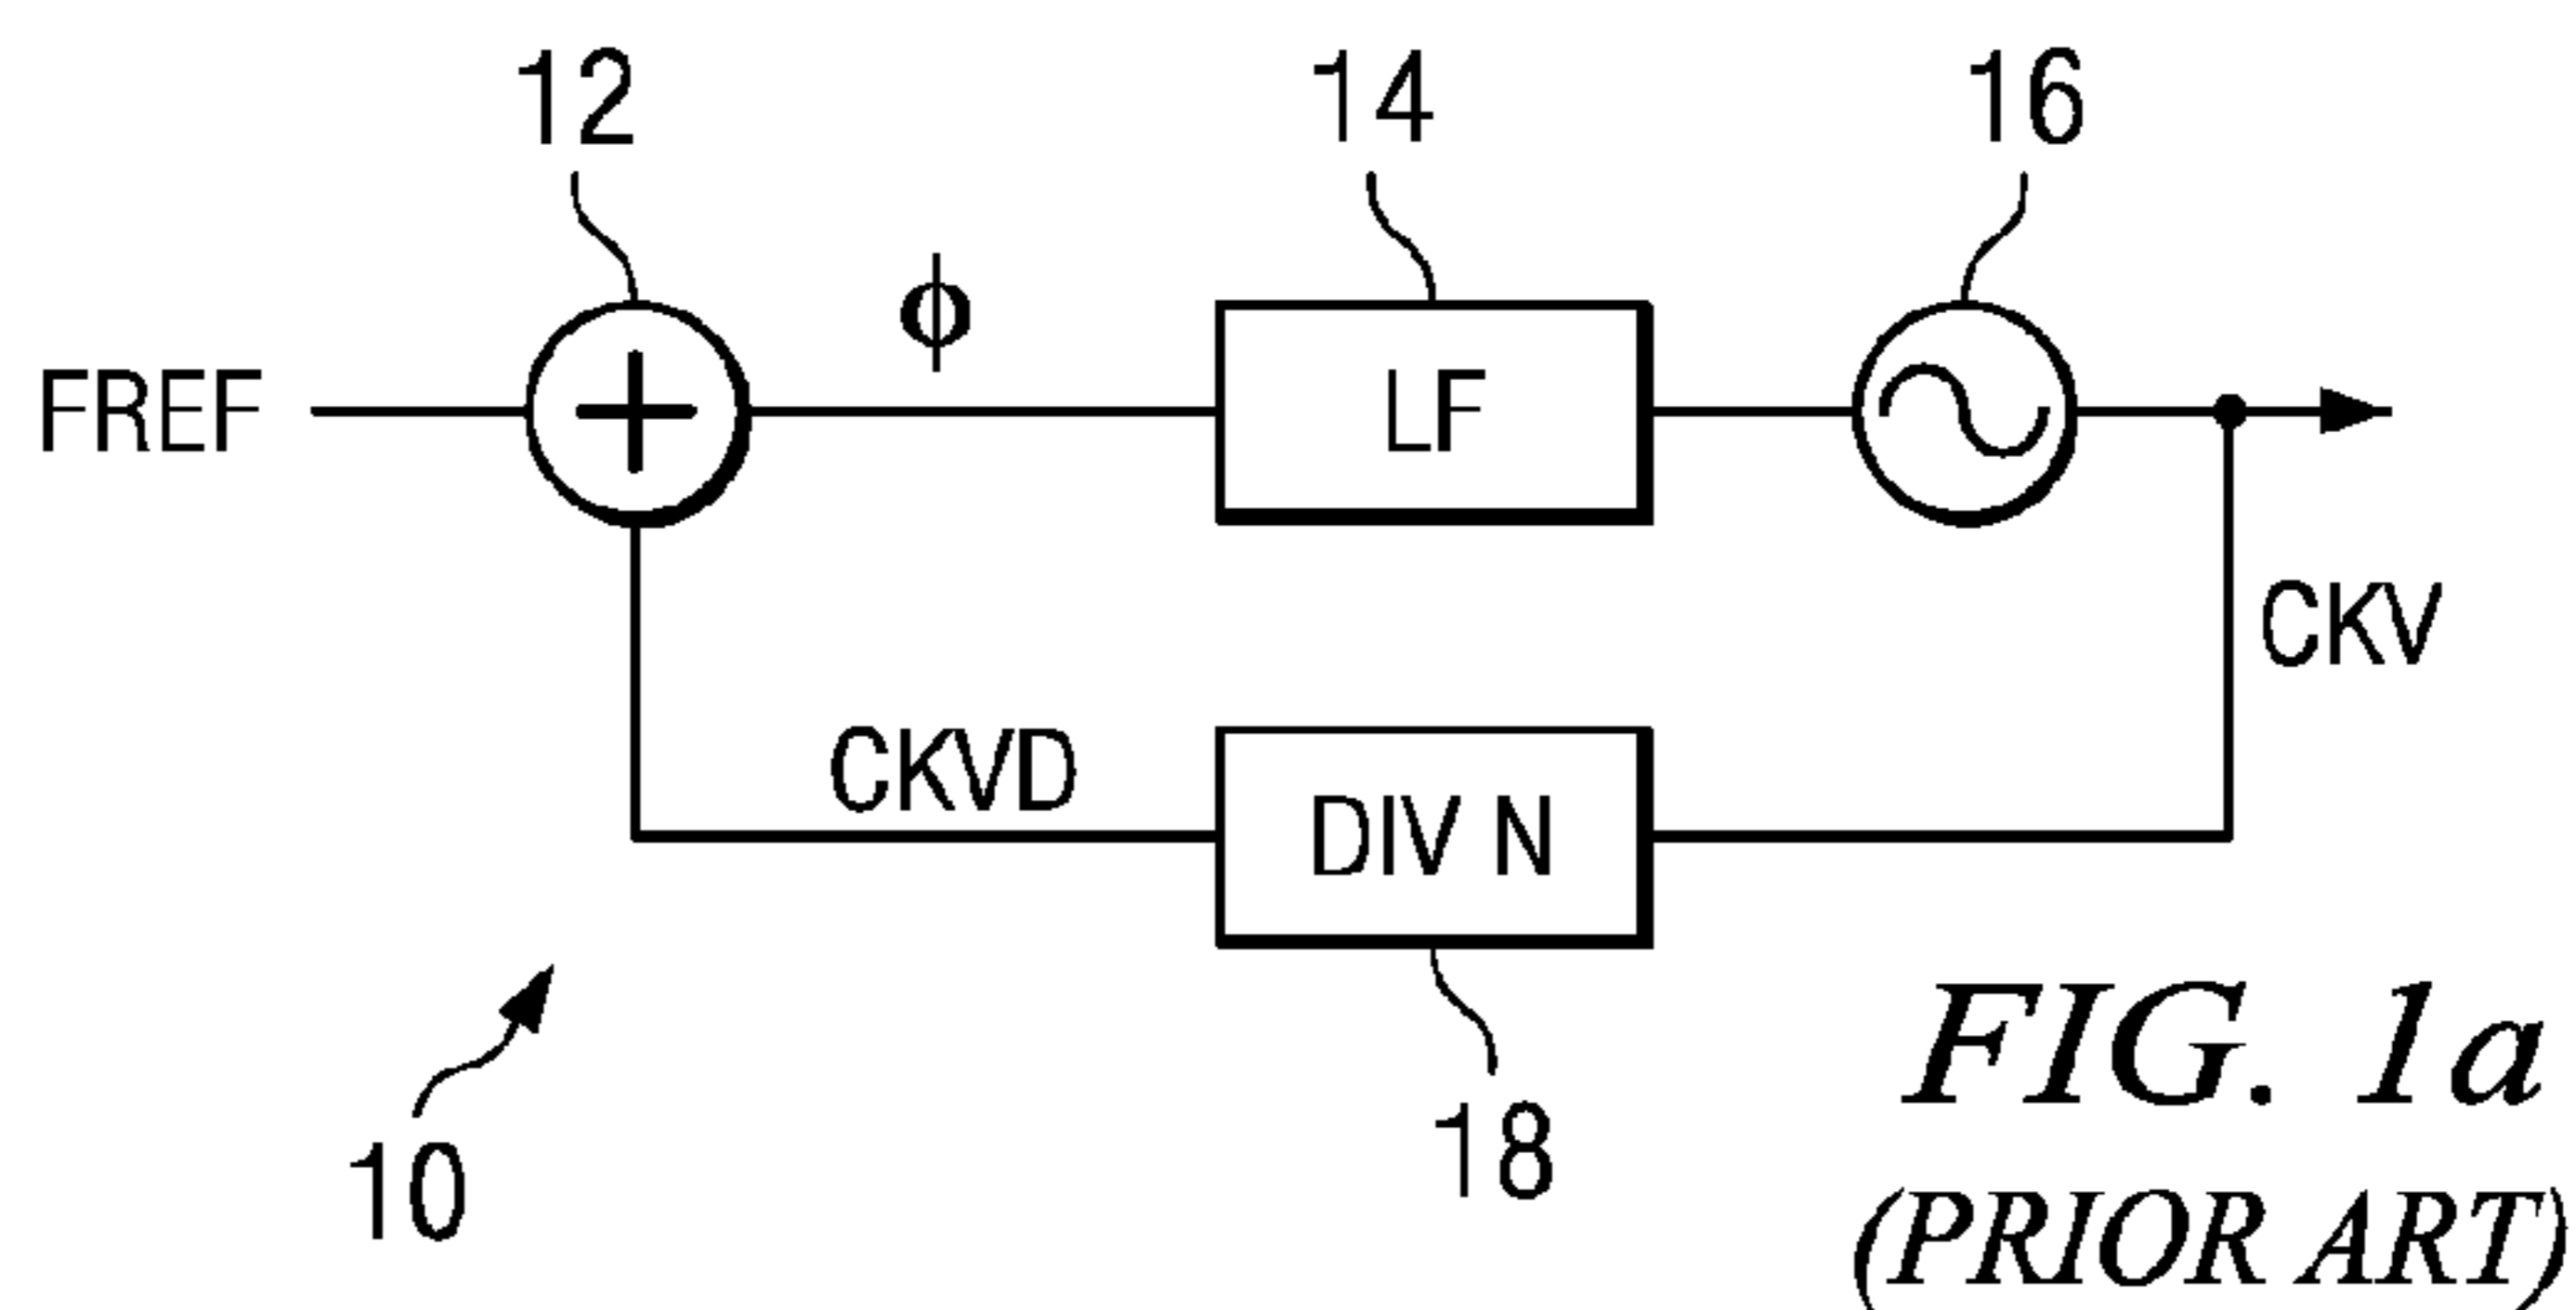 12
14
16
FREF
+
ϕ
LF
CKV
CKVD
DIV N
10
18
FIG. 1a
(PRIOR ART)